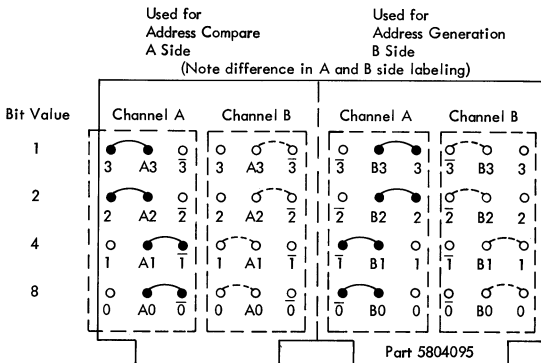 Used for Used for
Address Compare Address Generation
A Side B Side
(Note difference in A and B side labeling)
Bit Value Channel A Channel B Channel A Channel B
1
3 A3 3̅ 3 A3 3̅ 3̅ B3 3 3̅ B3 3
2
2 A2 2̅ 2 A2 2̅ 2̅ B2 2 2̅ B2 2
4
1 A1 1̅ 1 A1 1̅ 1̅ B1 1 1̅ B1 1
8
0 A0 0̅ 0 A0 0̅ 0̅ B0 0 0̅ B0 0
Part 5804095